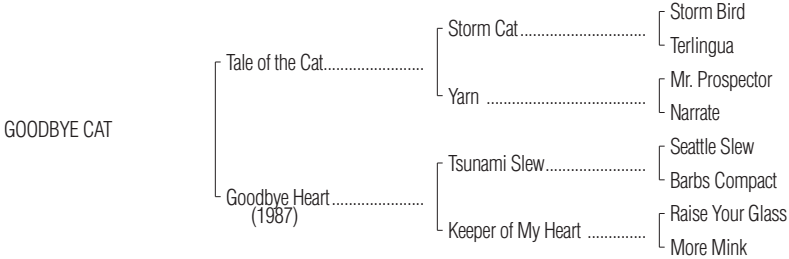 Storm Bird
Storm Cat..............................
Terlingua
Tale of the Cat........................
Mr. Prospector
Yarn ......................................
Narrate
GOODBYE CAT
Seattle Slew
Tsunami Slew........................
Barbs Compact
Goodbye Heart......................
(1987)
Raise Your Glass
Keeper of My Heart ..............
More Mink